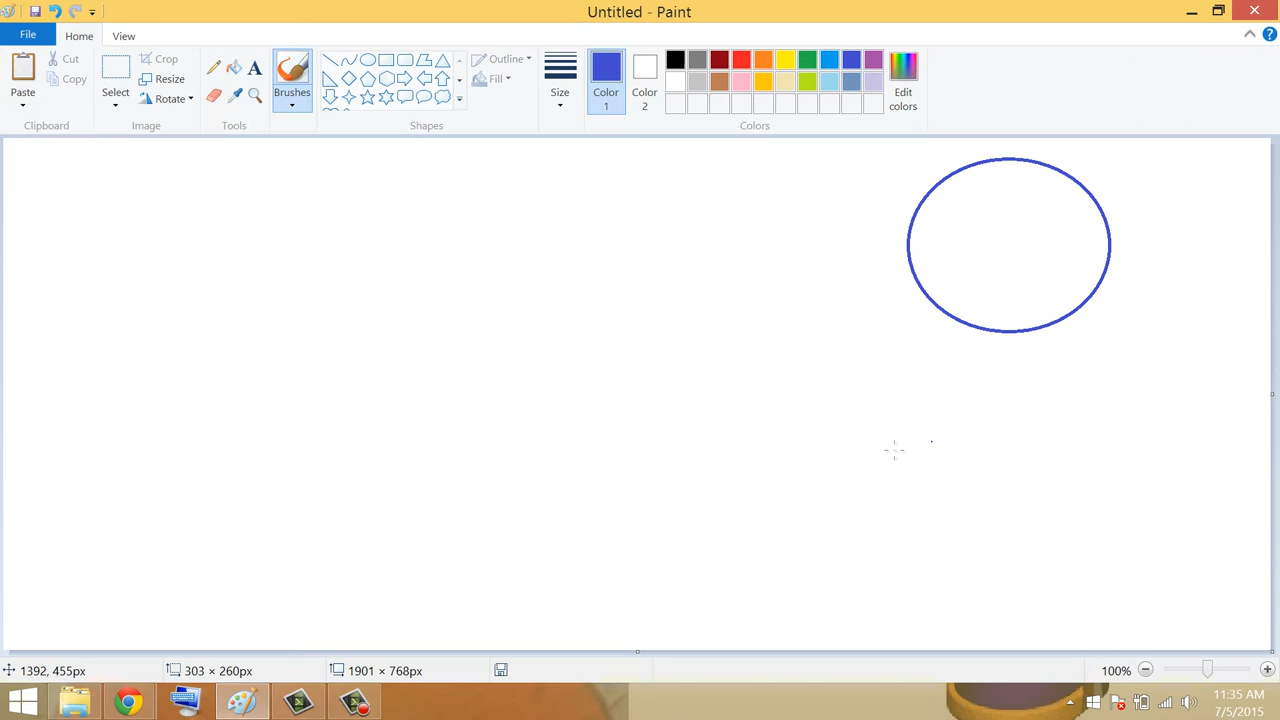 Untitled - Paint
File
Home
View
Paste
Cut
Copy
Clipboard
Select
Crop
Resize
Rotate
Image
A
Tools
Brushes
Outline
Fill
Shapes
Size
Color
1
Color
2
Edit
colors
Colors
?
1392, 455px
303 × 260px
1901 × 768px
100%
11:35 AM
7/5/2015